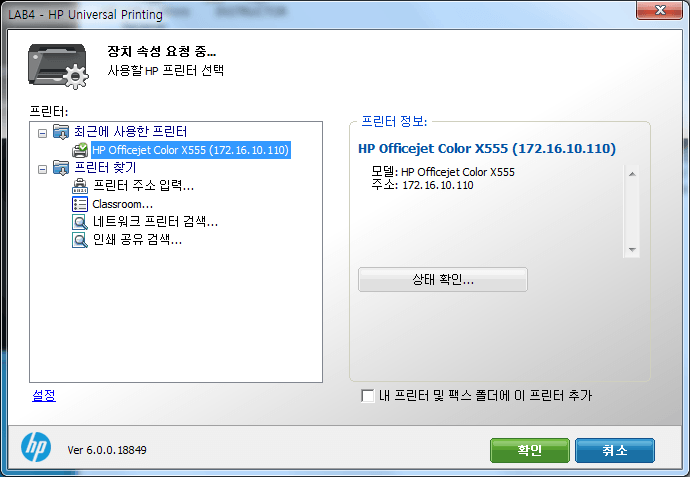 LAB4 - HP Universal Printing
장치 속성 요청 중...
사용할 HP 프린터 선택
프린터:
최근에 사용한 프린터
HP Officejet Color X555 (172.16.10.110)
프린터 찾기
프린터 주소 입력...
Classroom...
네트워크 프린터 검색...
인쇄 공유 검색...
설정
프린터 정보:
HP Officejet Color X555 (172.16.10.110)
모델: HP Officejet Color X555
주소: 172.16.10.110
상태 확인...
내 프린터 및 팩스 폴더에 이 프린터 추가
hp
Ver 6.0.0.18849
확인
취소